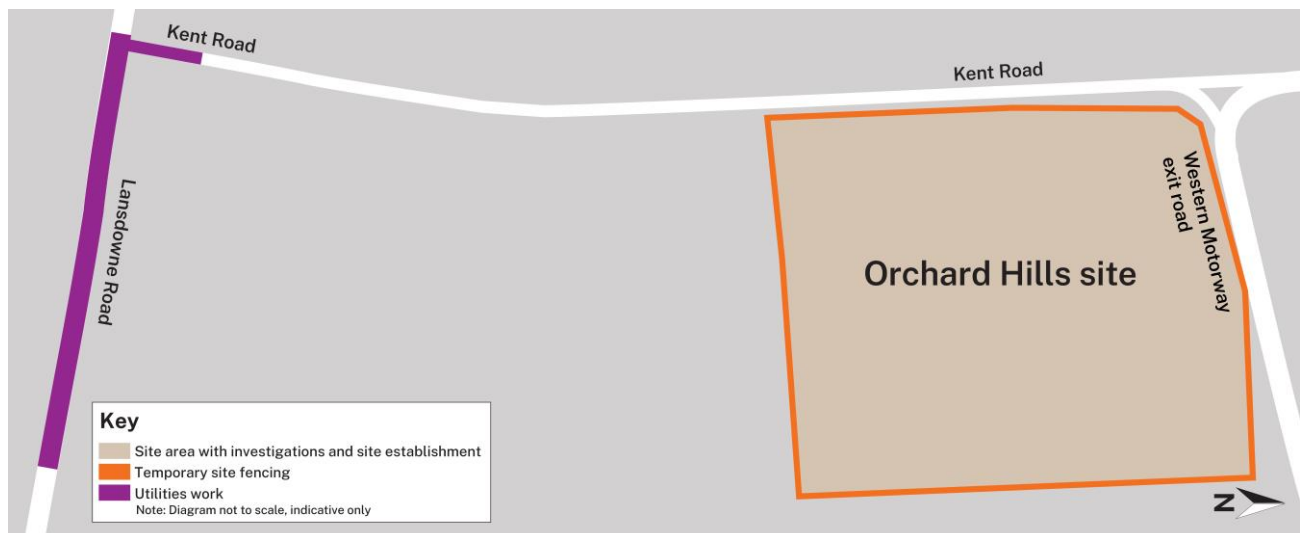 Kent Road
Kent Road
Lansdowne Road
Western Motorway
exit road
Orchard Hills site
Key
Site area with investigations and site establishment
Temporary site fencing
Utilities work
Note: Diagram not to scale, indicative only
N